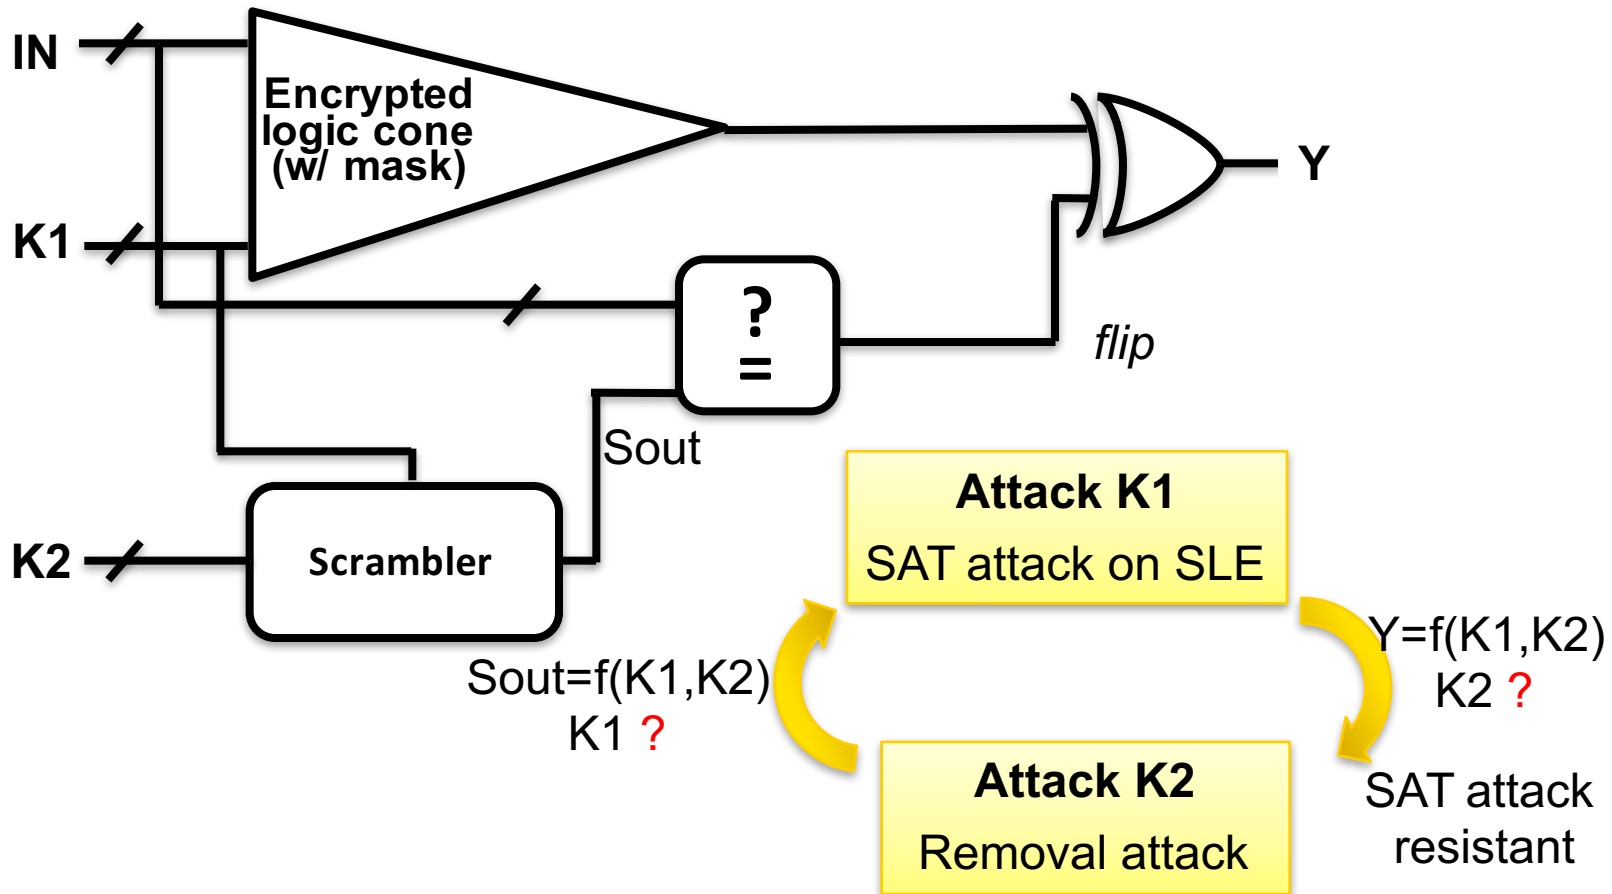 IN
Encrypted
logic cone
(w/ mask)
Y
K1
?
=
flip
Sout
K2
Scrambler
Attack K1
SAT attack on SLE
Sout=f(K1,K2)
K1 ?
Y=f(K1,K2)
K2 ?
Attack K2
Removal attack
SAT attack
resistant